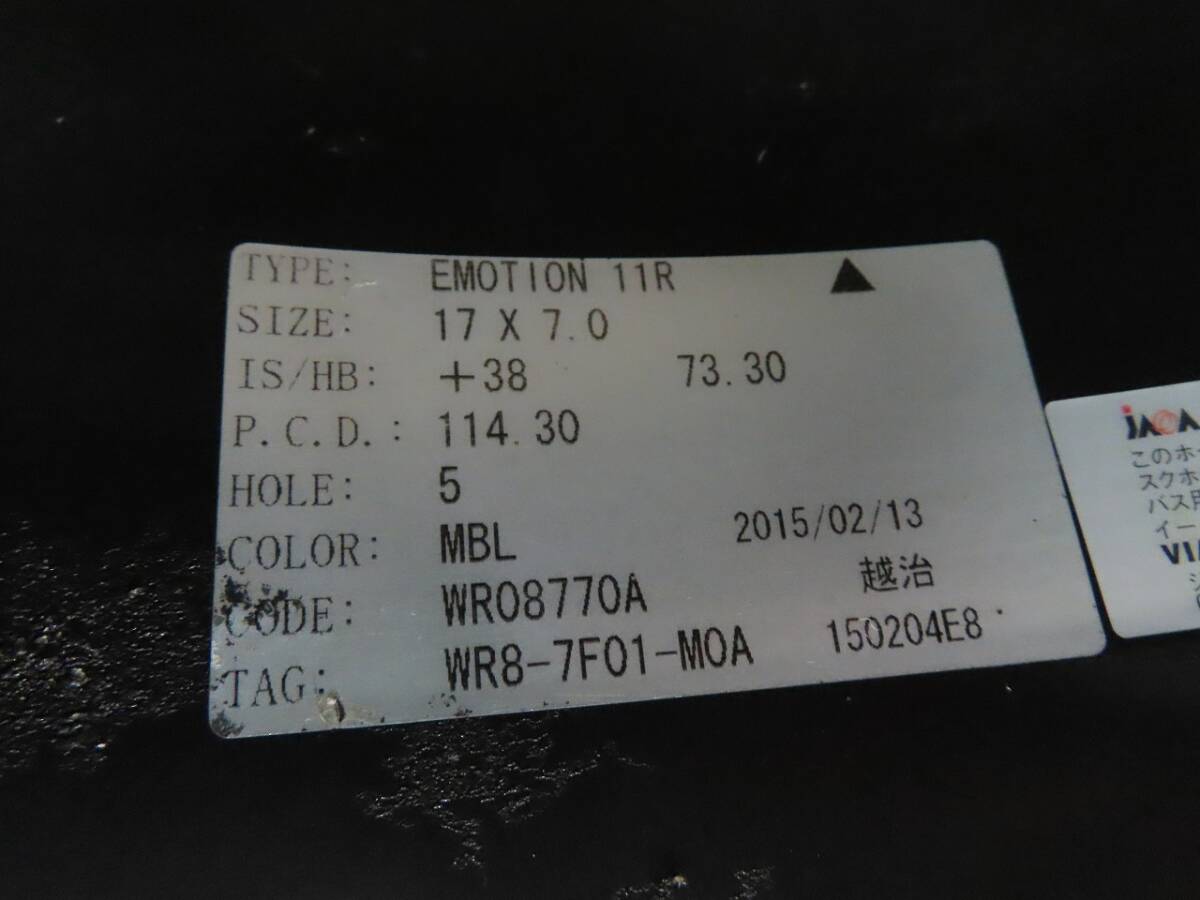 TYPE: EMOTION 11R ▲
SIZE: 17 X 7.0
IS/HB: +38 73.30
P.C.D.: 114.30
HOLE: 5
COLOR: MBL 2015/02/13
CODE: WR08770A 越治
TAG: WR8-7F01-M0A 150204E8
JAWA
このホ
スクホ
バス用
イー
VI